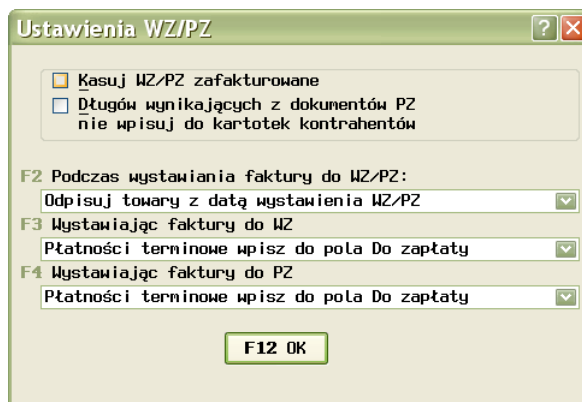 Ustawienia WZ/PZ
Kasuj WZ/PZ zafakturowane
Długów wynikających z dokumentów PZ
nie wpisuj do kartotek kontrahentów
F2 Podczas wystawiania faktury do WZ/PZ:
Odpisuj towary z datą wystawienia WZ/PZ
F3 Wystawiając faktury do WZ
Płatności terminowe wpisz do pola Do zapłaty
F4 Wystawiając faktury do PZ
Płatności terminowe wpisz do pola Do zapłaty
F12 OK